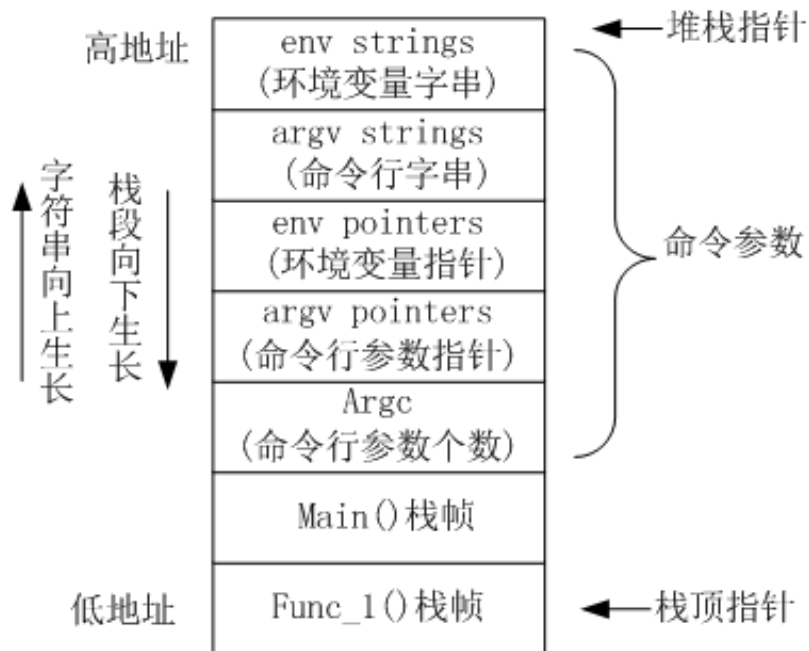 高地址
env strings
(环境变量字串)
堆栈指针
argv strings
(命令行字串)
字符串向上生长
栈段向下生长
env pointers
(环境变量指针)
命令参数
argv pointers
(命令行参数指针)
Argc
(命令行参数个数)
Main()栈帧
低地址
Func_1()栈帧
栈顶指针